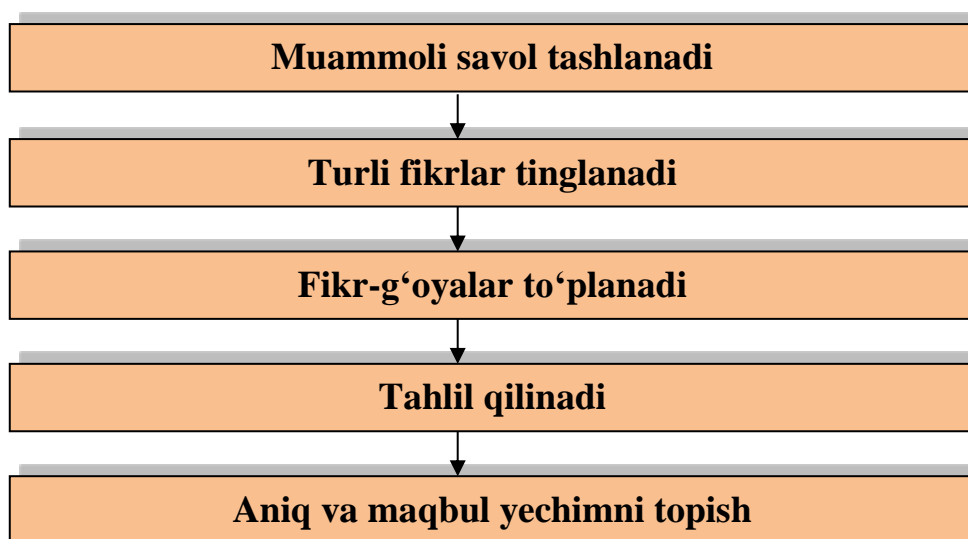 Muammoli savol tashlanadi
Turli fikrlar tinglanadi
Fikr-g‘oyalar to‘planadi
Tahlil qilinadi
Aniq va maqbul yechimni topish